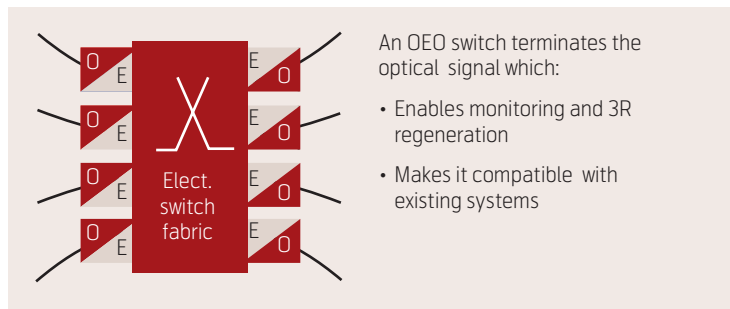 O
E
O
E
O
E
O
E
Elect.
switch
fabric
E
O
E
O
E
O
E
O
An OEO switch terminates the
optical signal which:
• Enables monitoring and 3R
regeneration
• Makes it compatible with
existing systems